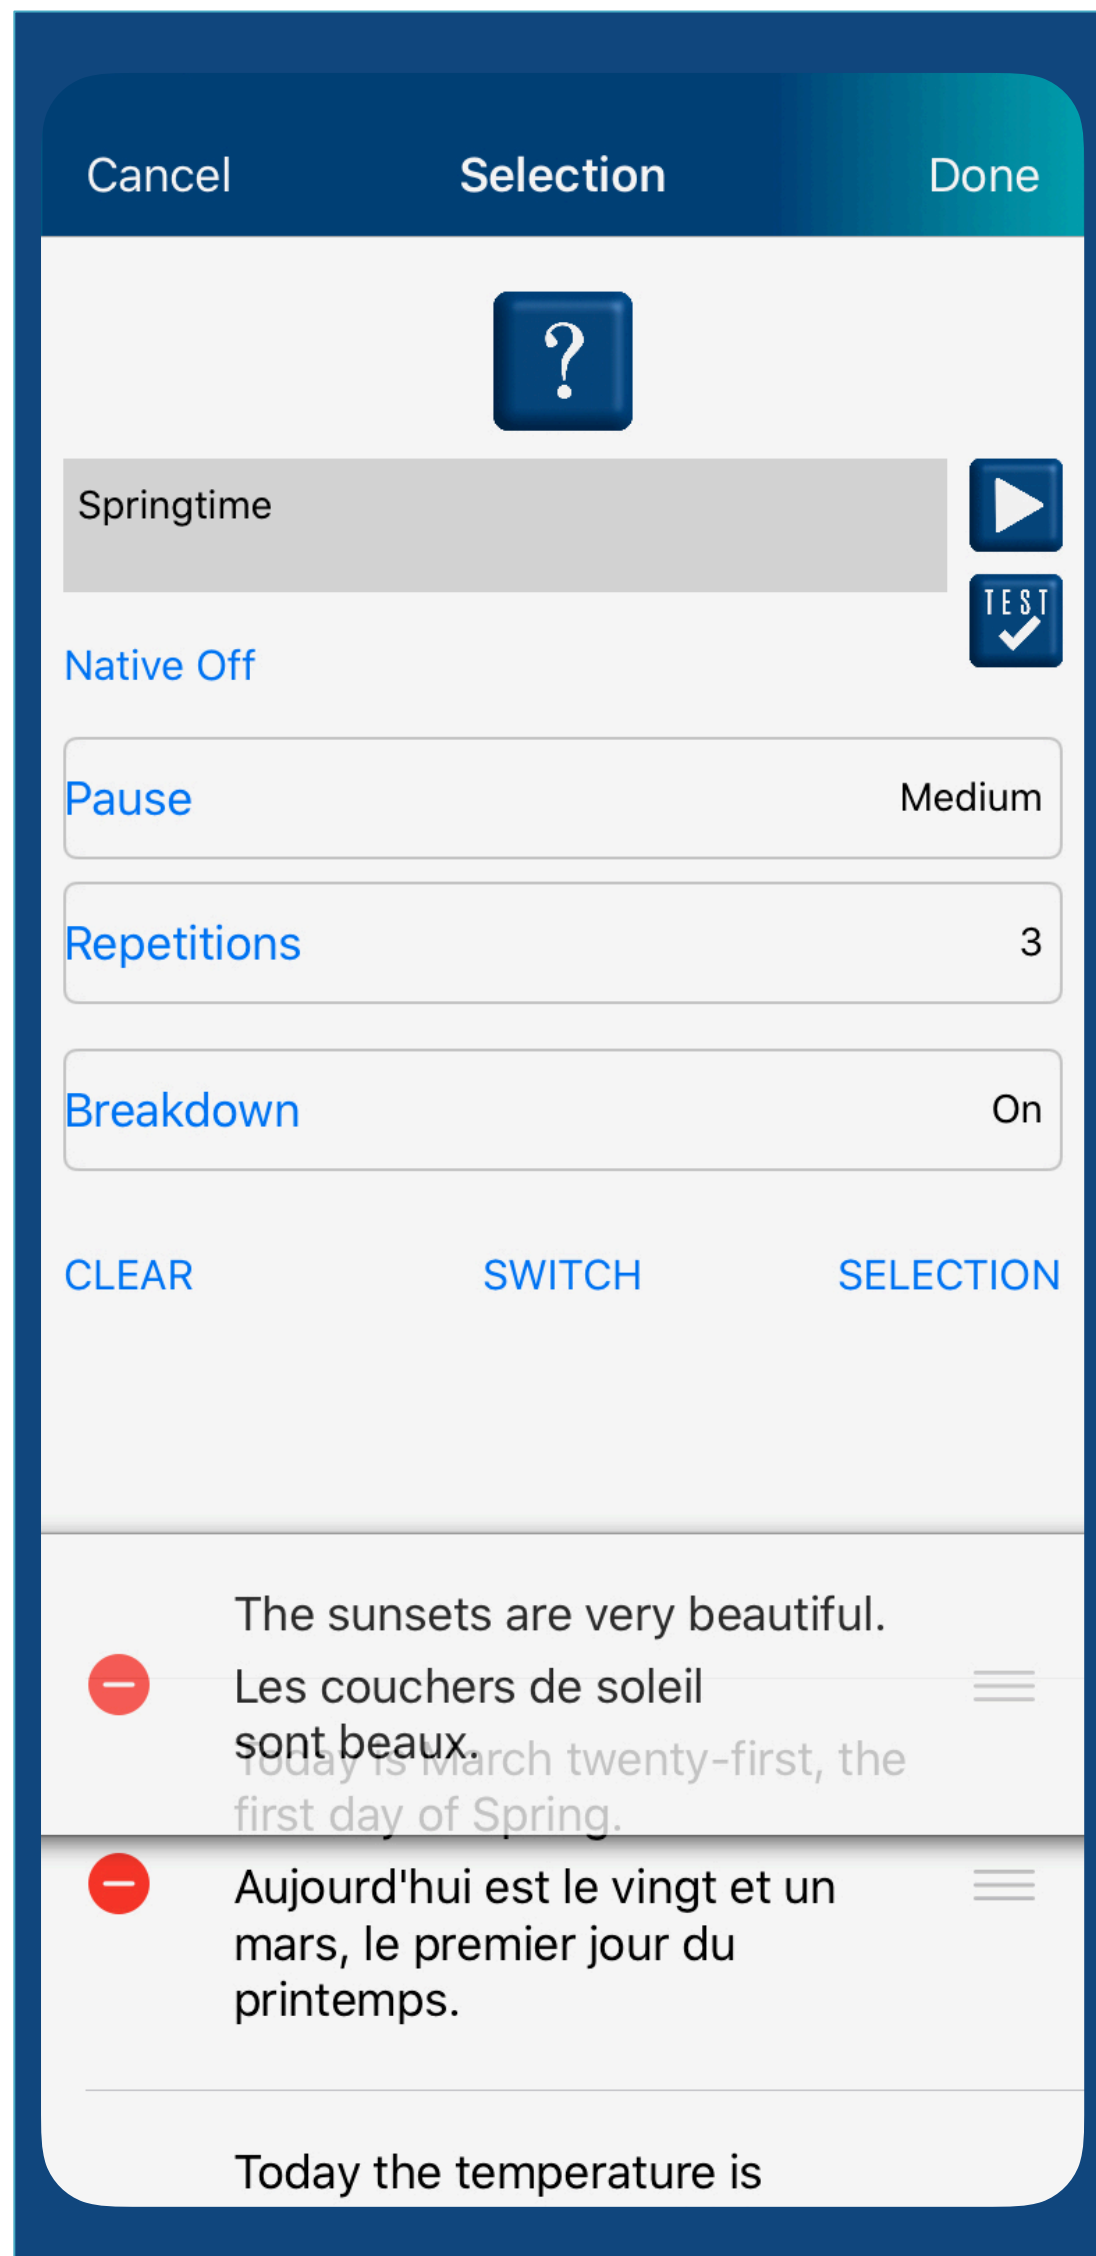 Cancel Selection Done
?
Springtime
TEST
Native Off
Pause Medium
Repetitions 3
Breakdown On
CLEAR SWITCH SELECTION
The sunsets are very beautiful.
Les couchers de soleil
sont beaux.
Today is March twenty-first, the
first day of Spring.
Aujourd'hui est le vingt et un
mars, le premier jour du
printemps.
Today the temperature is